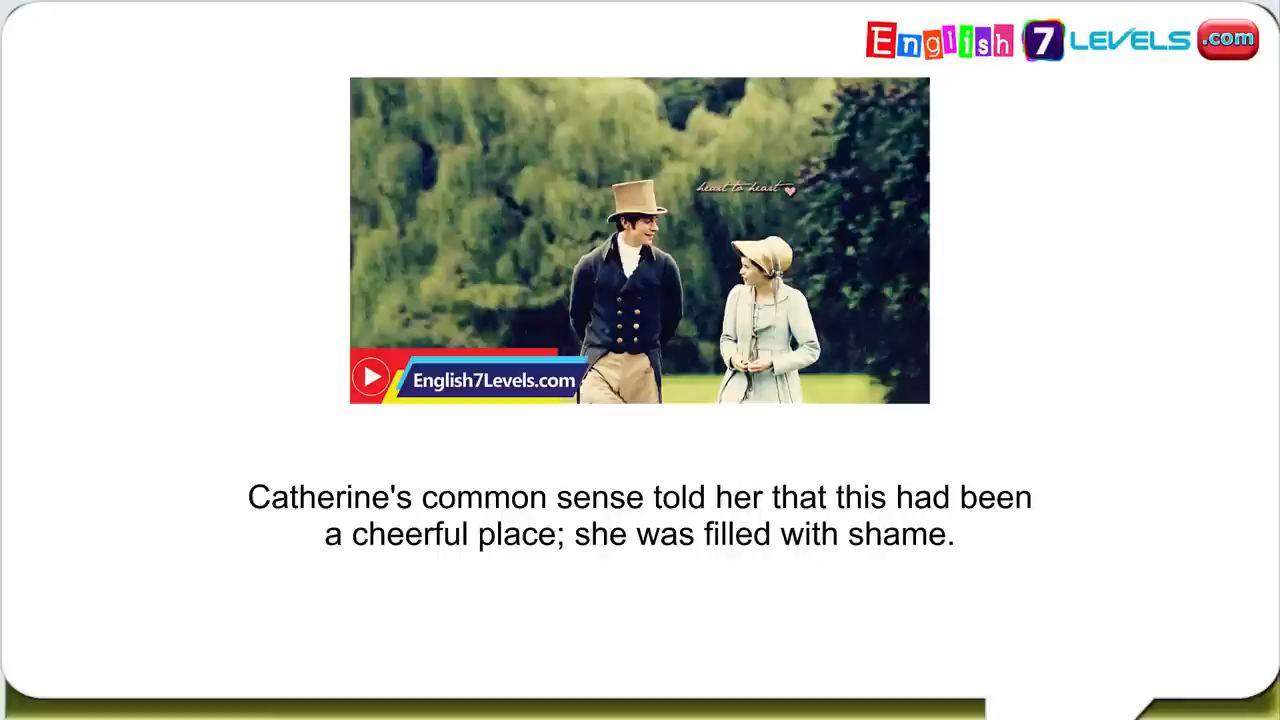 English 7 LEVELS .com
heart to heart
English7Levels.com
Catherine's common sense told her that this had been
a cheerful place; she was filled with shame.